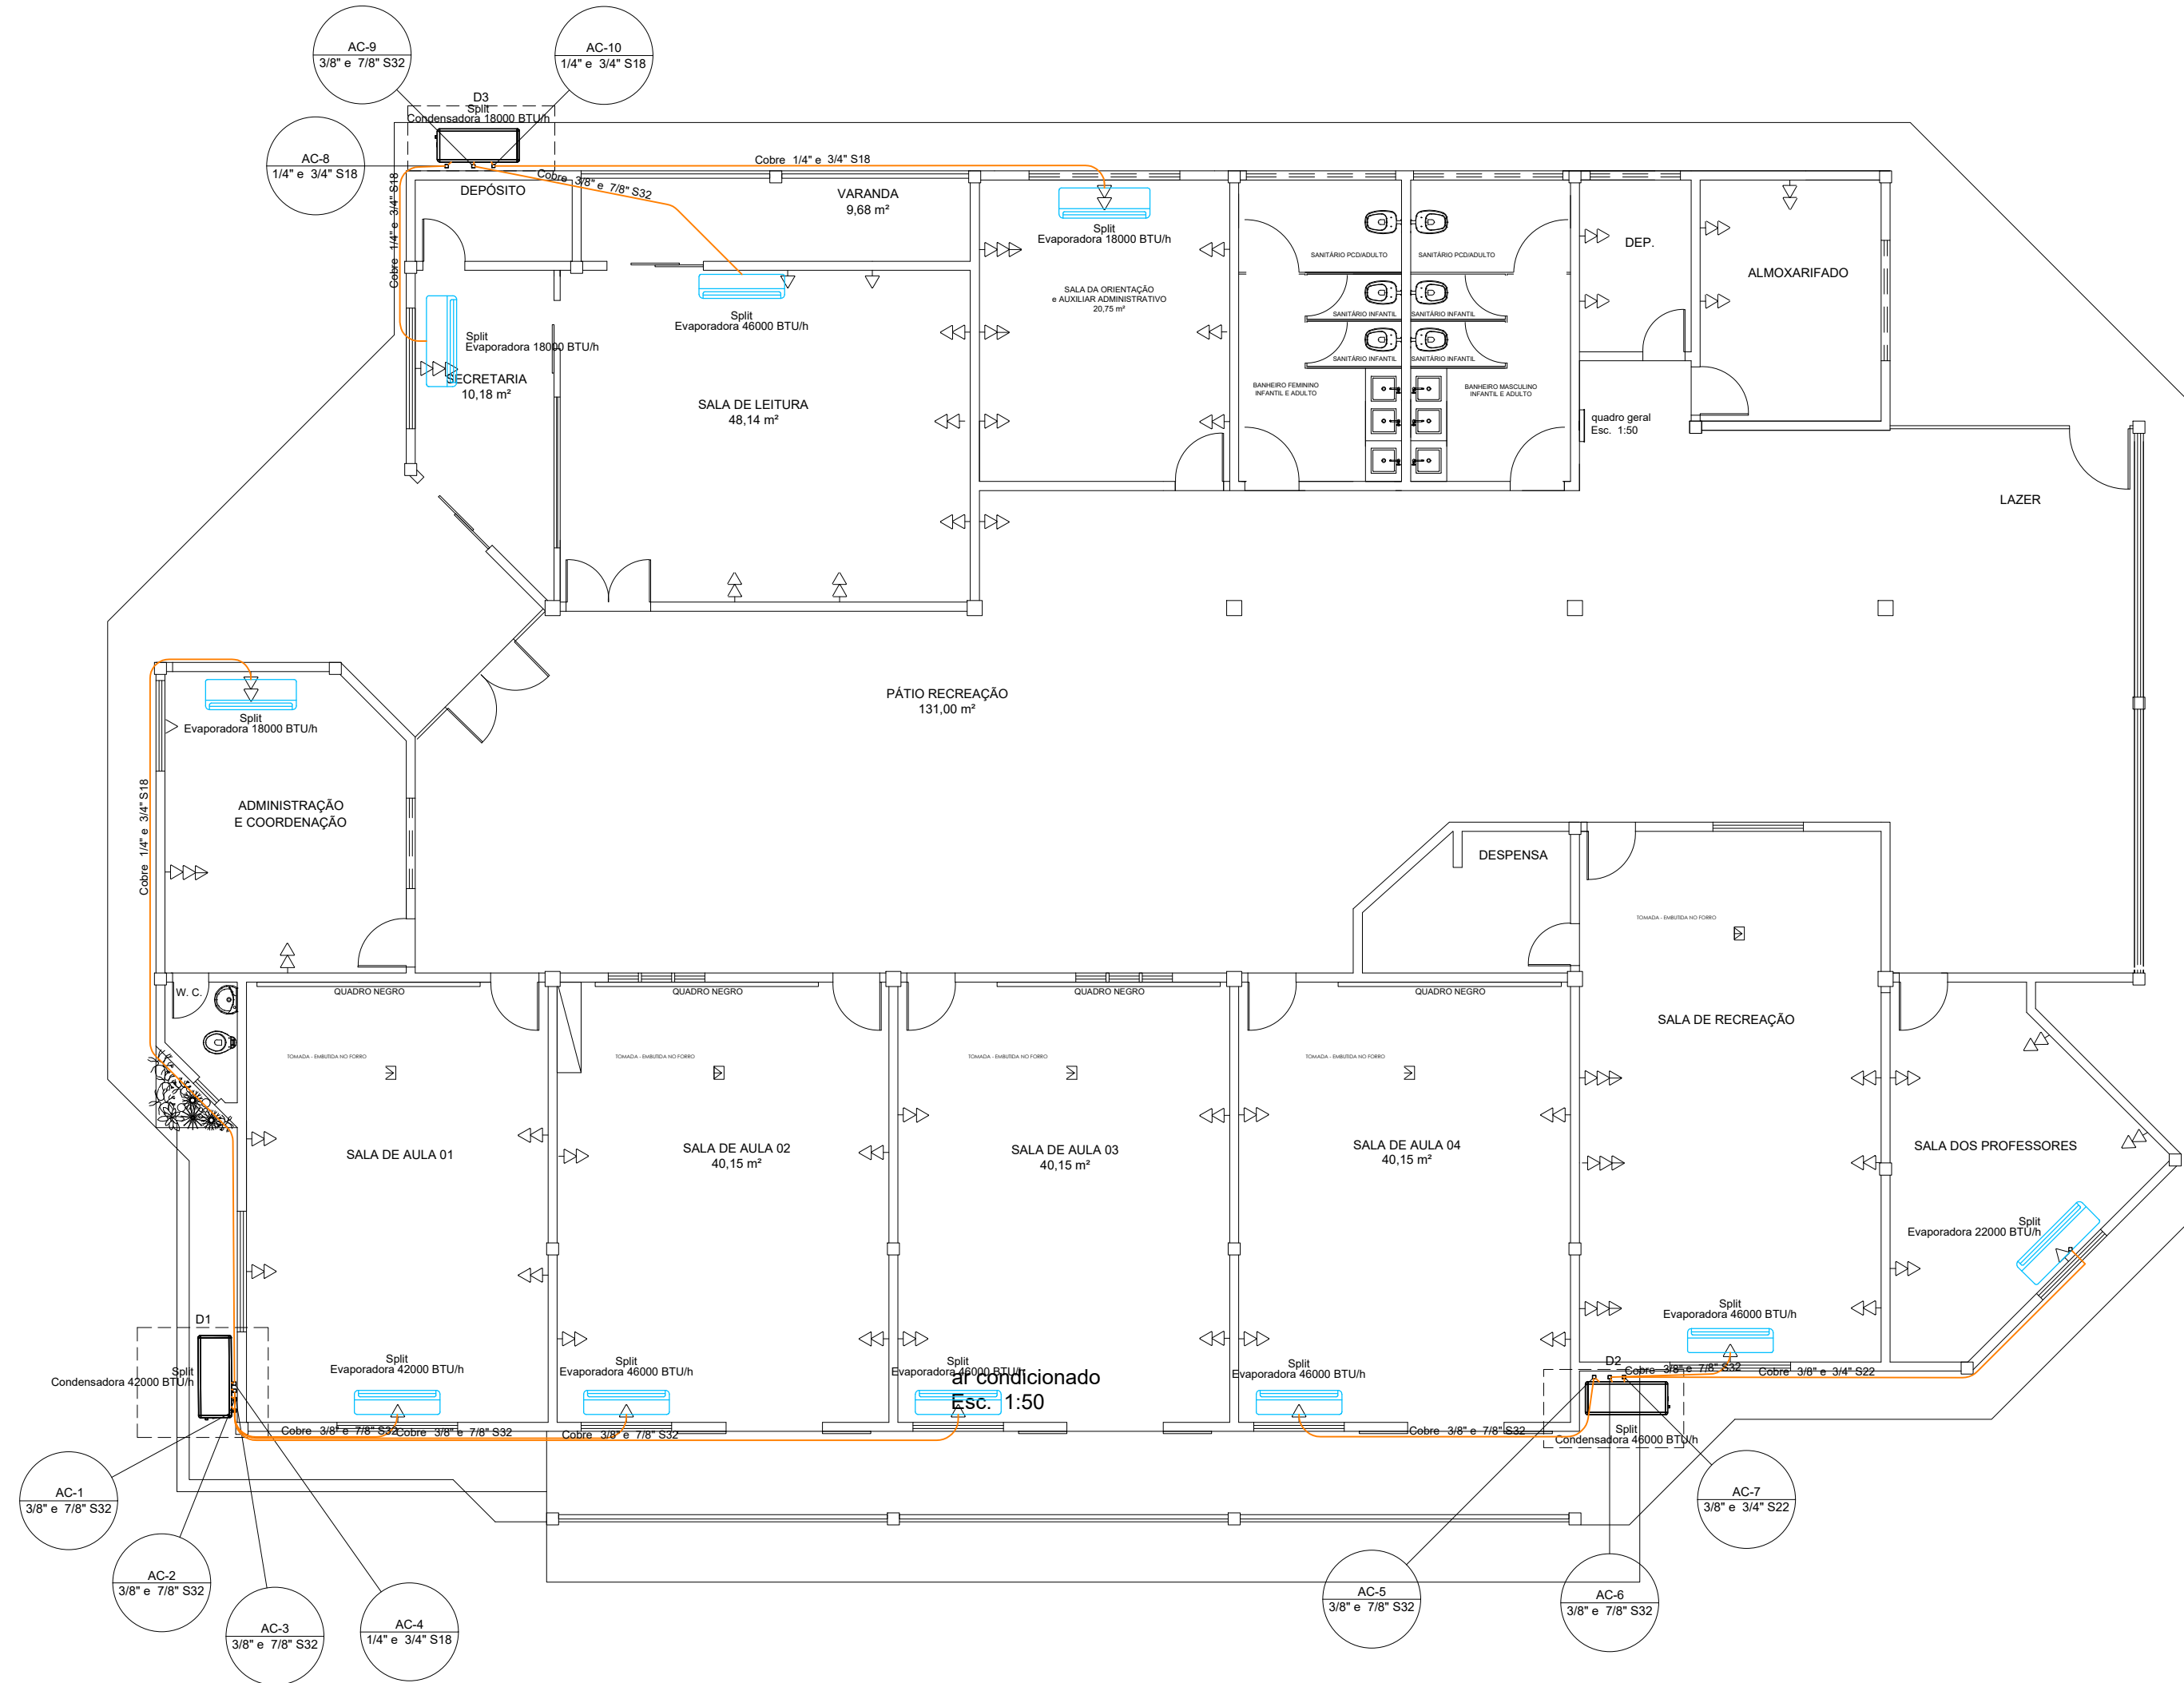 AC-9
3/8" e 7/8" S32
AC-10
1/4" e 3/4" S18
D3
Split
Condensadora 18000 BTU/h
AC-8
1/4" e 3/4" S18
Cobre 1/4" e 3/4" S18
Cobre 3/8" e 7/8" S32
Cobre 1/4" e 3/4" S18
DEPÓSITO
VARANDA
9,68 m²
Split
Evaporadora 18000 BTU/h
SALA DA ORIENTAÇÃO
e AUXILIAR ADMINISTRATIVO
20,75 m²
SANITÁRIO PCD/ADULTO
SANITÁRIO PCD/ADULTO
SANITÁRIO INFANTIL
SANITÁRIO INFANTIL
SANITÁRIO INFANTIL
SANITÁRIO INFANTIL
BANHEIRO FEMININO
INFANTIL E ADULTO
BANHEIRO MASCULINO
INFANTIL E ADULTO
DEP.
ALMOXARIFADO
quadro geral
Esc. 1:50
LAZER
Split
Evaporadora 18000 BTU/h
SECRETARIA
10,18 m²
Split
Evaporadora 46000 BTU/h
SALA DE LEITURA
48,14 m²
PÁTIO RECREAÇÃO
131,00 m²
Split
Evaporadora 18000 BTU/h
Cobre 1/4" e 3/4" S18
ADMINISTRAÇÃO
E COORDENAÇÃO
DESPENSA
TOMADA - EMBUTIDA NO FORRO
W. C.
QUADRO NEGRO
QUADRO NEGRO
QUADRO NEGRO
QUADRO NEGRO
SALA DE RECREAÇÃO
TOMADA - EMBUTIDA NO FORRO
TOMADA - EMBUTIDA NO FORRO
TOMADA - EMBUTIDA NO FORRO
TOMADA - EMBUTIDA NO FORRO
SALA DE AULA 01
SALA DE AULA 02
40,15 m²
SALA DE AULA 03
40,15 m²
SALA DE AULA 04
40,15 m²
SALA DOS PROFESSORES
Split
Evaporadora 22000 BTU/h
D1
Split
Condensadora 42000 BTU/h
Split
Evaporadora 42000 BTU/h
Split
Evaporadora 46000 BTU/h
Split
Evaporadora 46000 BTU/h
ar condicionado
Esc. 1:50
Split
Evaporadora 46000 BTU/h
Split
Evaporadora 46000 BTU/h
D2
Cobre 3/8" e 7/8" S32
Cobre 3/8" e 3/4" S22
Cobre 3/8" e 7/8" S32
Cobre 3/8" e 7/8" S32
Cobre 3/8" e 7/8" S32
Cobre 3/8" e 7/8" S32
Split
Condensadora 46000 BTU/h
AC-1
3/8" e 7/8" S32
AC-2
3/8" e 7/8" S32
AC-3
3/8" e 7/8" S32
AC-4
1/4" e 3/4" S18
AC-5
3/8" e 7/8" S32
AC-6
3/8" e 7/8" S32
AC-7
3/8" e 3/4" S22